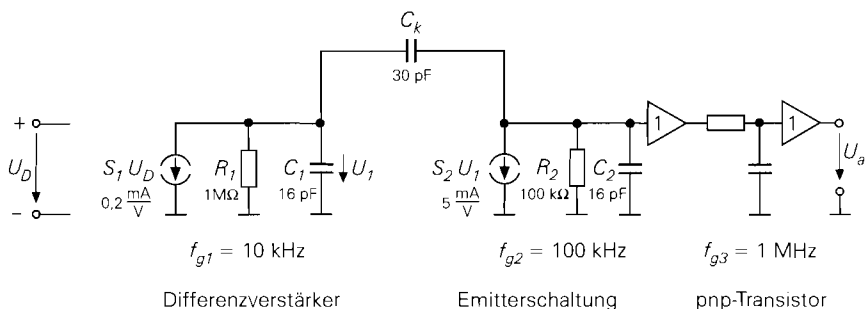 C_k
30 pF
+
U_D
−
S_1 U_D
0,2 mA/V
R_1
1MΩ
C_1
16 pF
U_1
S_2 U_1
5 mA/V
R_2
100 kΩ
C_2
16 pF
1
1
U_a
f_g1 = 10 kHz
f_g2 = 100 kHz
f_g3 = 1 MHz
Differenzverstärker
Emitterschaltung
pnp-Transistor